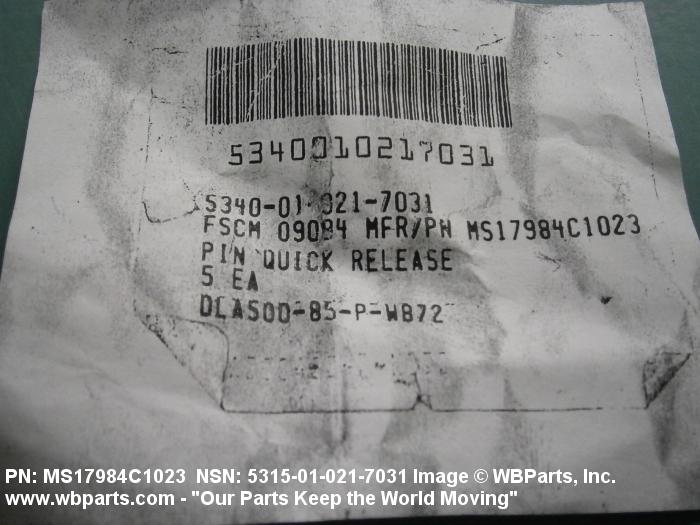 5340010217031
5340-01-021-7031
FSCM 09094 MFR/PN MS17984C1023
PIN QUICK RELEASE
5 EA
DLA500-85-P-WB72
PN: MS17984C1023 NSN: 5315-01-021-7031 Image © WBParts, Inc.
www.wbparts.com - "Our Parts Keep the World Moving"